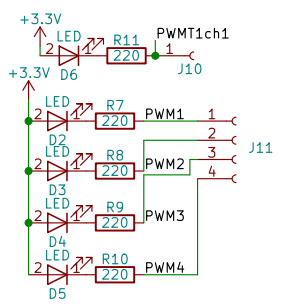 +3.3V
LED
2 1
D6
R11
220
PWMT1ch1
1
J10
+3.3V
LED
2 1
D2
R7
220
PWM1
1
LED
2 1
D3
R8
220
PWM2
2
LED
2 1
D4
R9
220
PWM3
3
LED
2 1
D5
R10
220
PWM4
4
J11